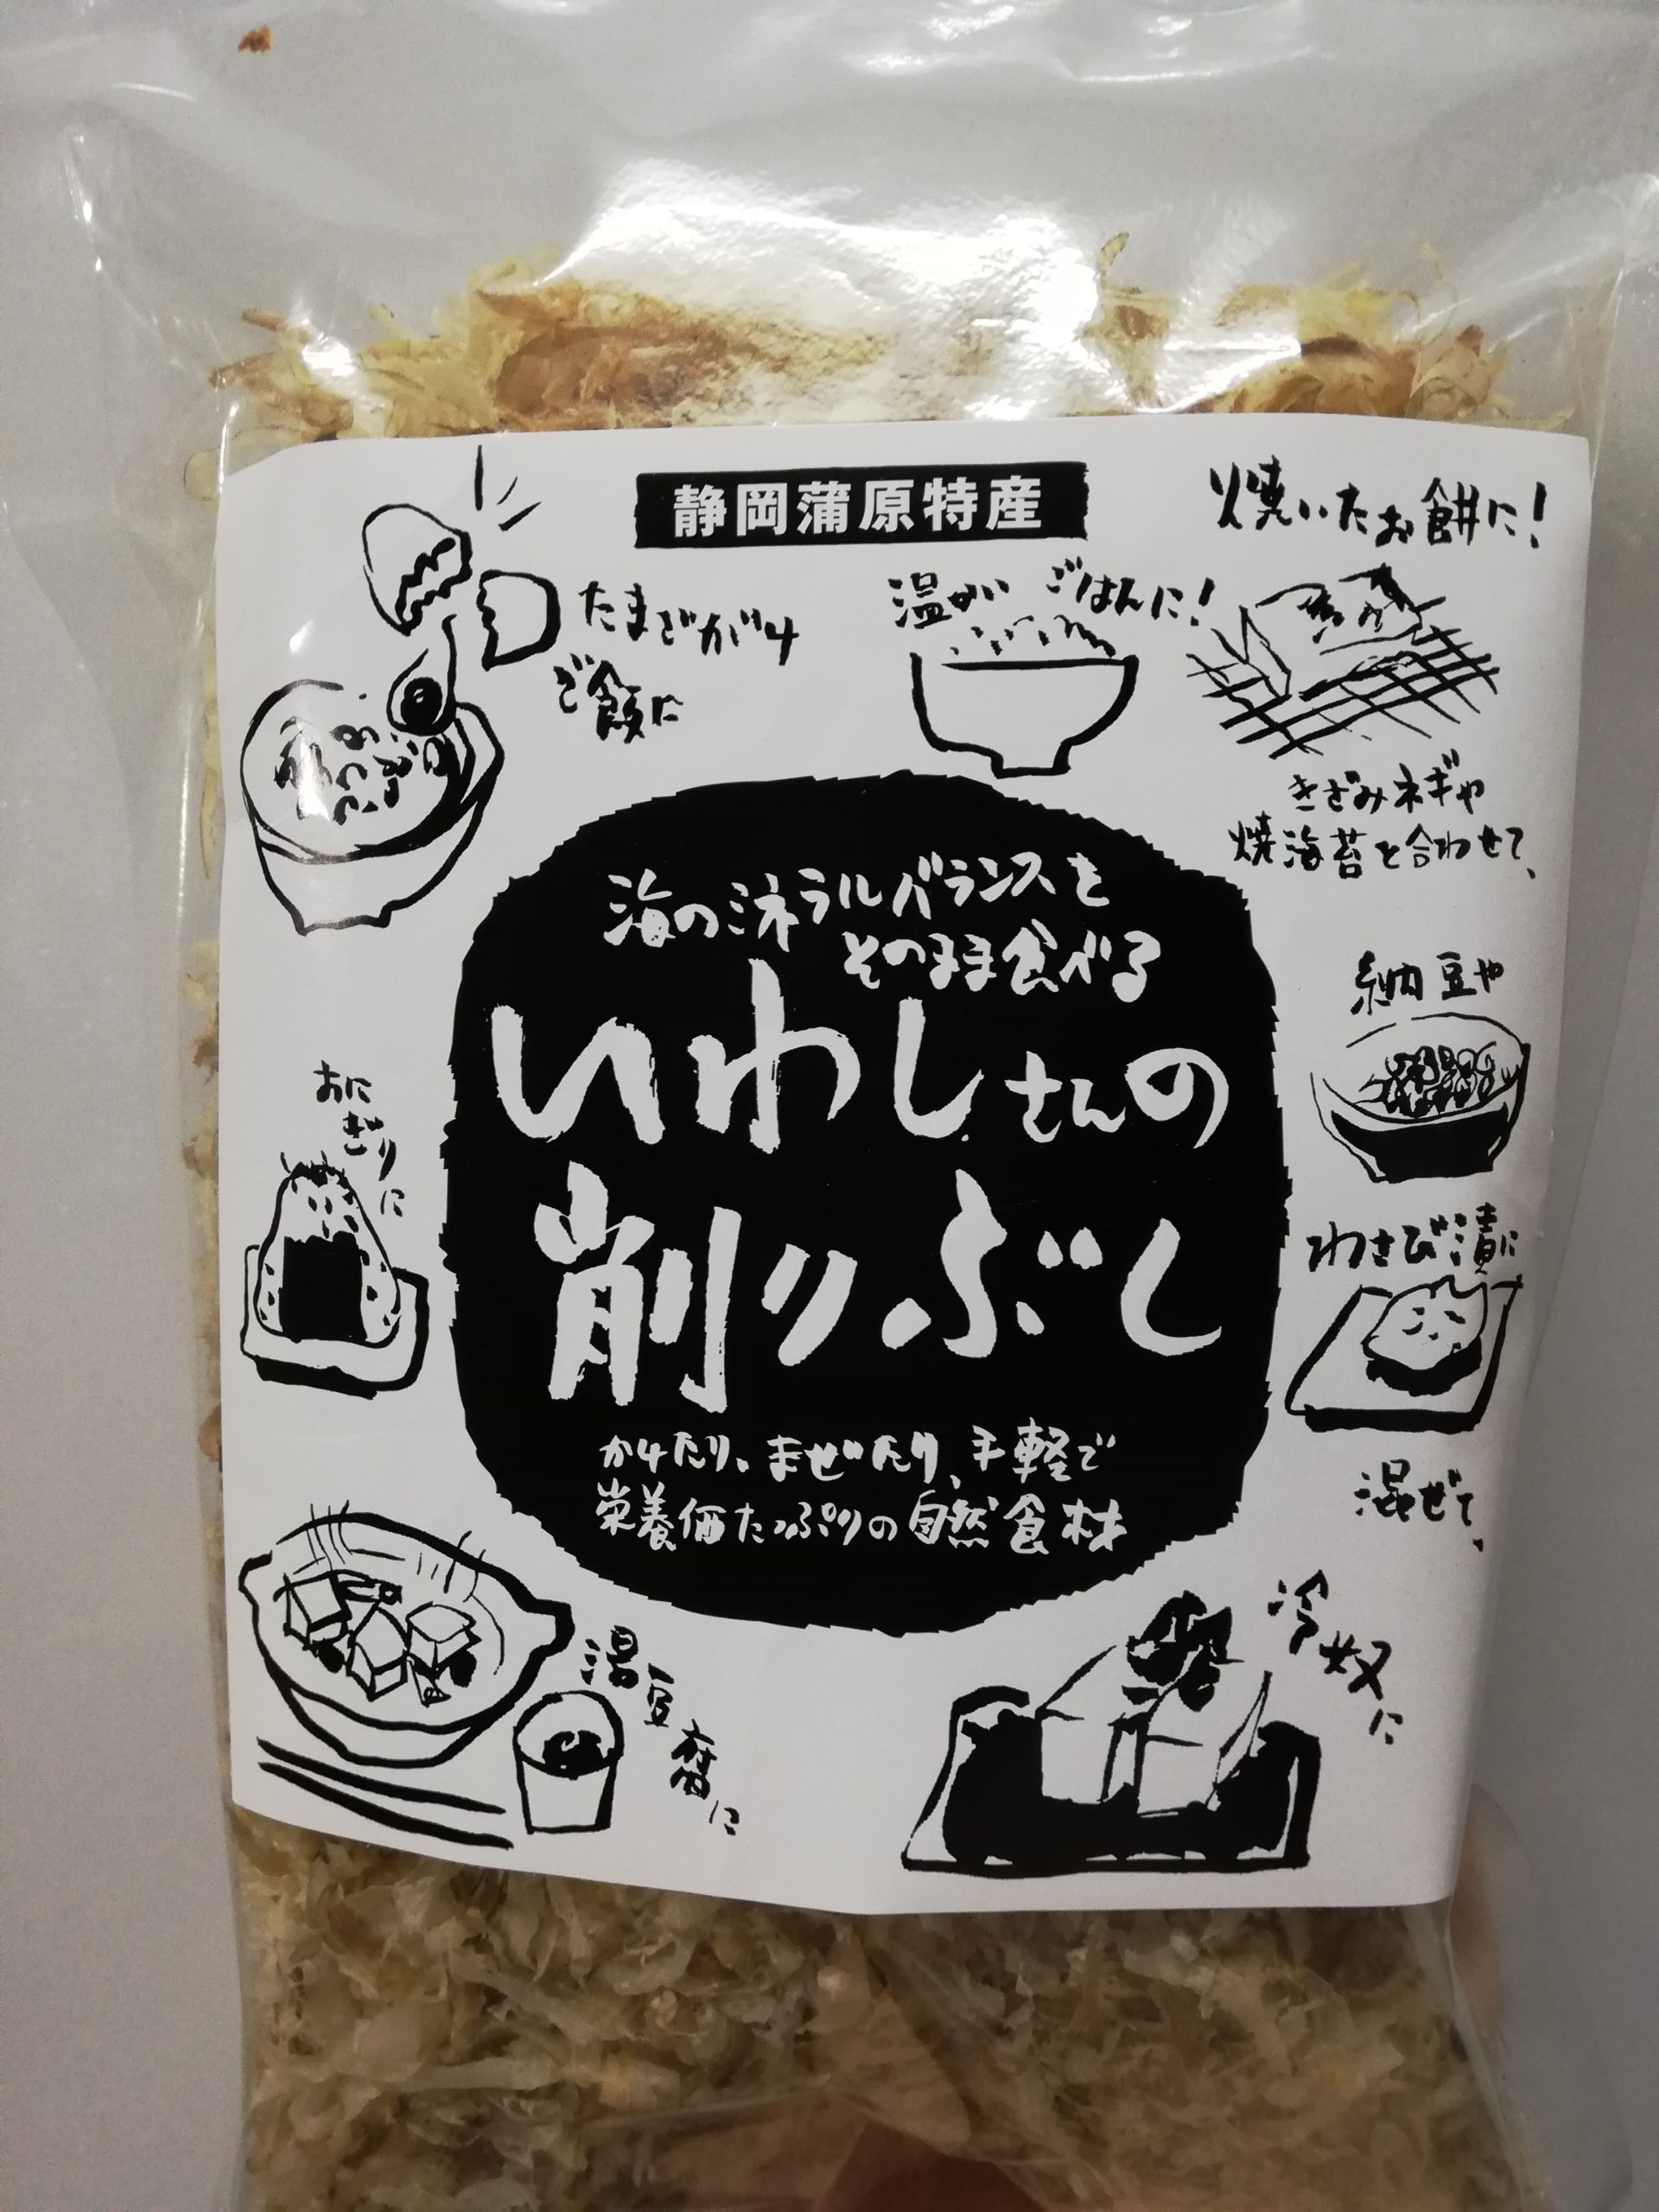 静岡蒲原特産
焼いたお餅に!
たまごがけ
ご飯に
温かい ごはんに!
きざみネギや
焼海苔と合わせて、
海のミネラルバランスを
そのまま食べる
いわしさんの
削りぶし
かけたり、まぜたり、手軽で
栄養価たっぷりの自然食材
おに
ぎりに
納豆や
わさび漬に
混ぜて、
湯豆腐に
冷奴に